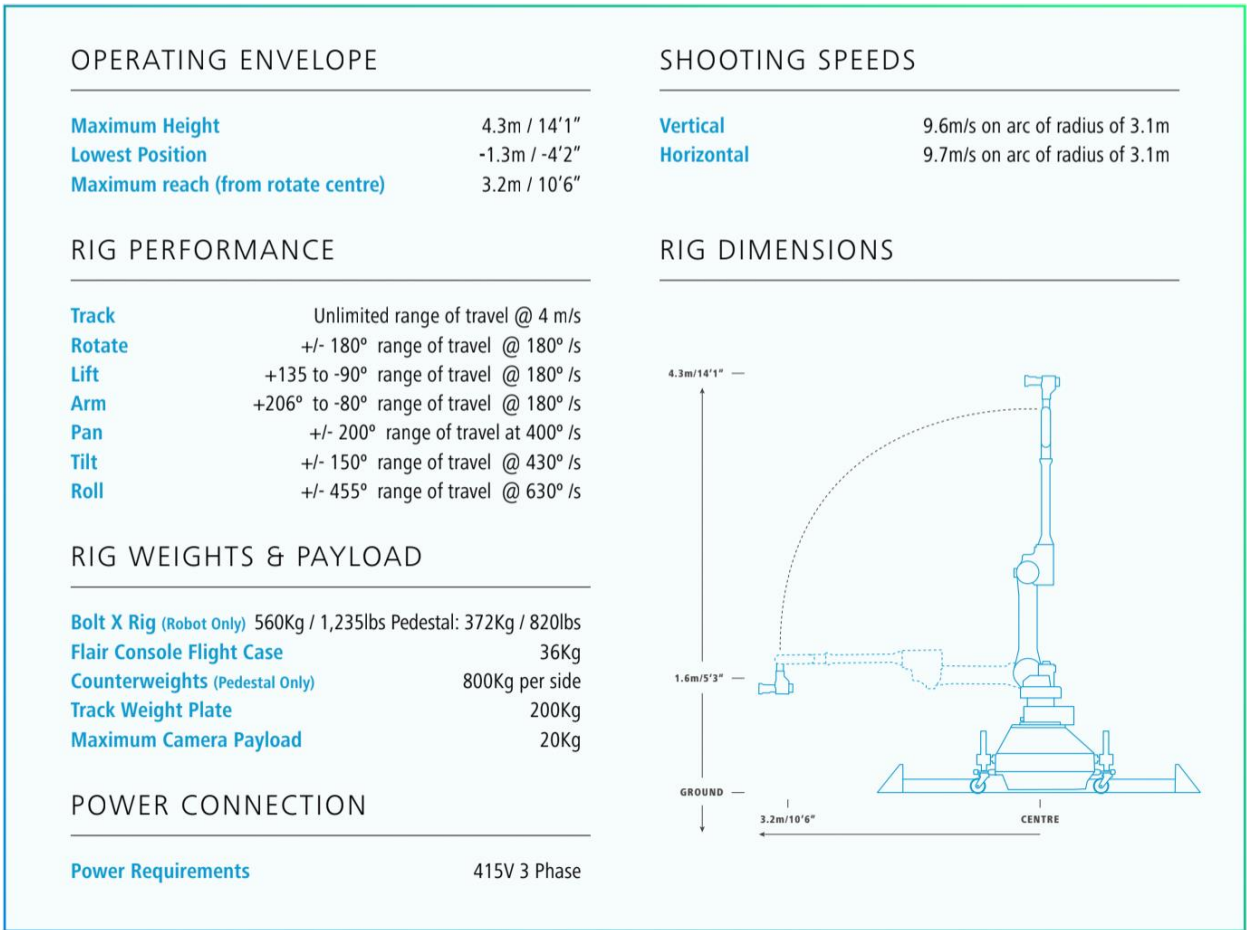 OPERATING ENVELOPE
Maximum Height 4.3m / 14’1”
Lowest Position -1.3m / -4’2”
Maximum reach (from rotate centre) 3.2m / 10’6”
RIG PERFORMANCE
Track Unlimited range of travel @ 4 m/s
Rotate +/- 180º range of travel @ 180º /s
Lift +135 to -90º range of travel @ 180º /s
Arm +206º to -80º range of travel @ 180º /s
Pan +/- 200º range of travel at 400º /s
Tilt +/- 150º range of travel @ 430º /s
Roll +/- 455º range of travel @ 630º /s
RIG WEIGHTS & PAYLOAD
Bolt X Rig (Robot Only) 560Kg / 1,235lbs Pedestal: 372Kg / 820lbs
Flair Console Flight Case 36Kg
Counterweights (Pedestal Only) 800Kg per side
Track Weight Plate 200Kg
Maximum Camera Payload 20Kg
POWER CONNECTION
Power Requirements 415V 3 Phase
SHOOTING SPEEDS
Vertical 9.6m/s on arc of radius of 3.1m
Horizontal 9.7m/s on arc of radius of 3.1m
RIG DIMENSIONS
4.3m/14’1”
1.6m/5’3”
GROUND
3.2m/10’6” CENTRE